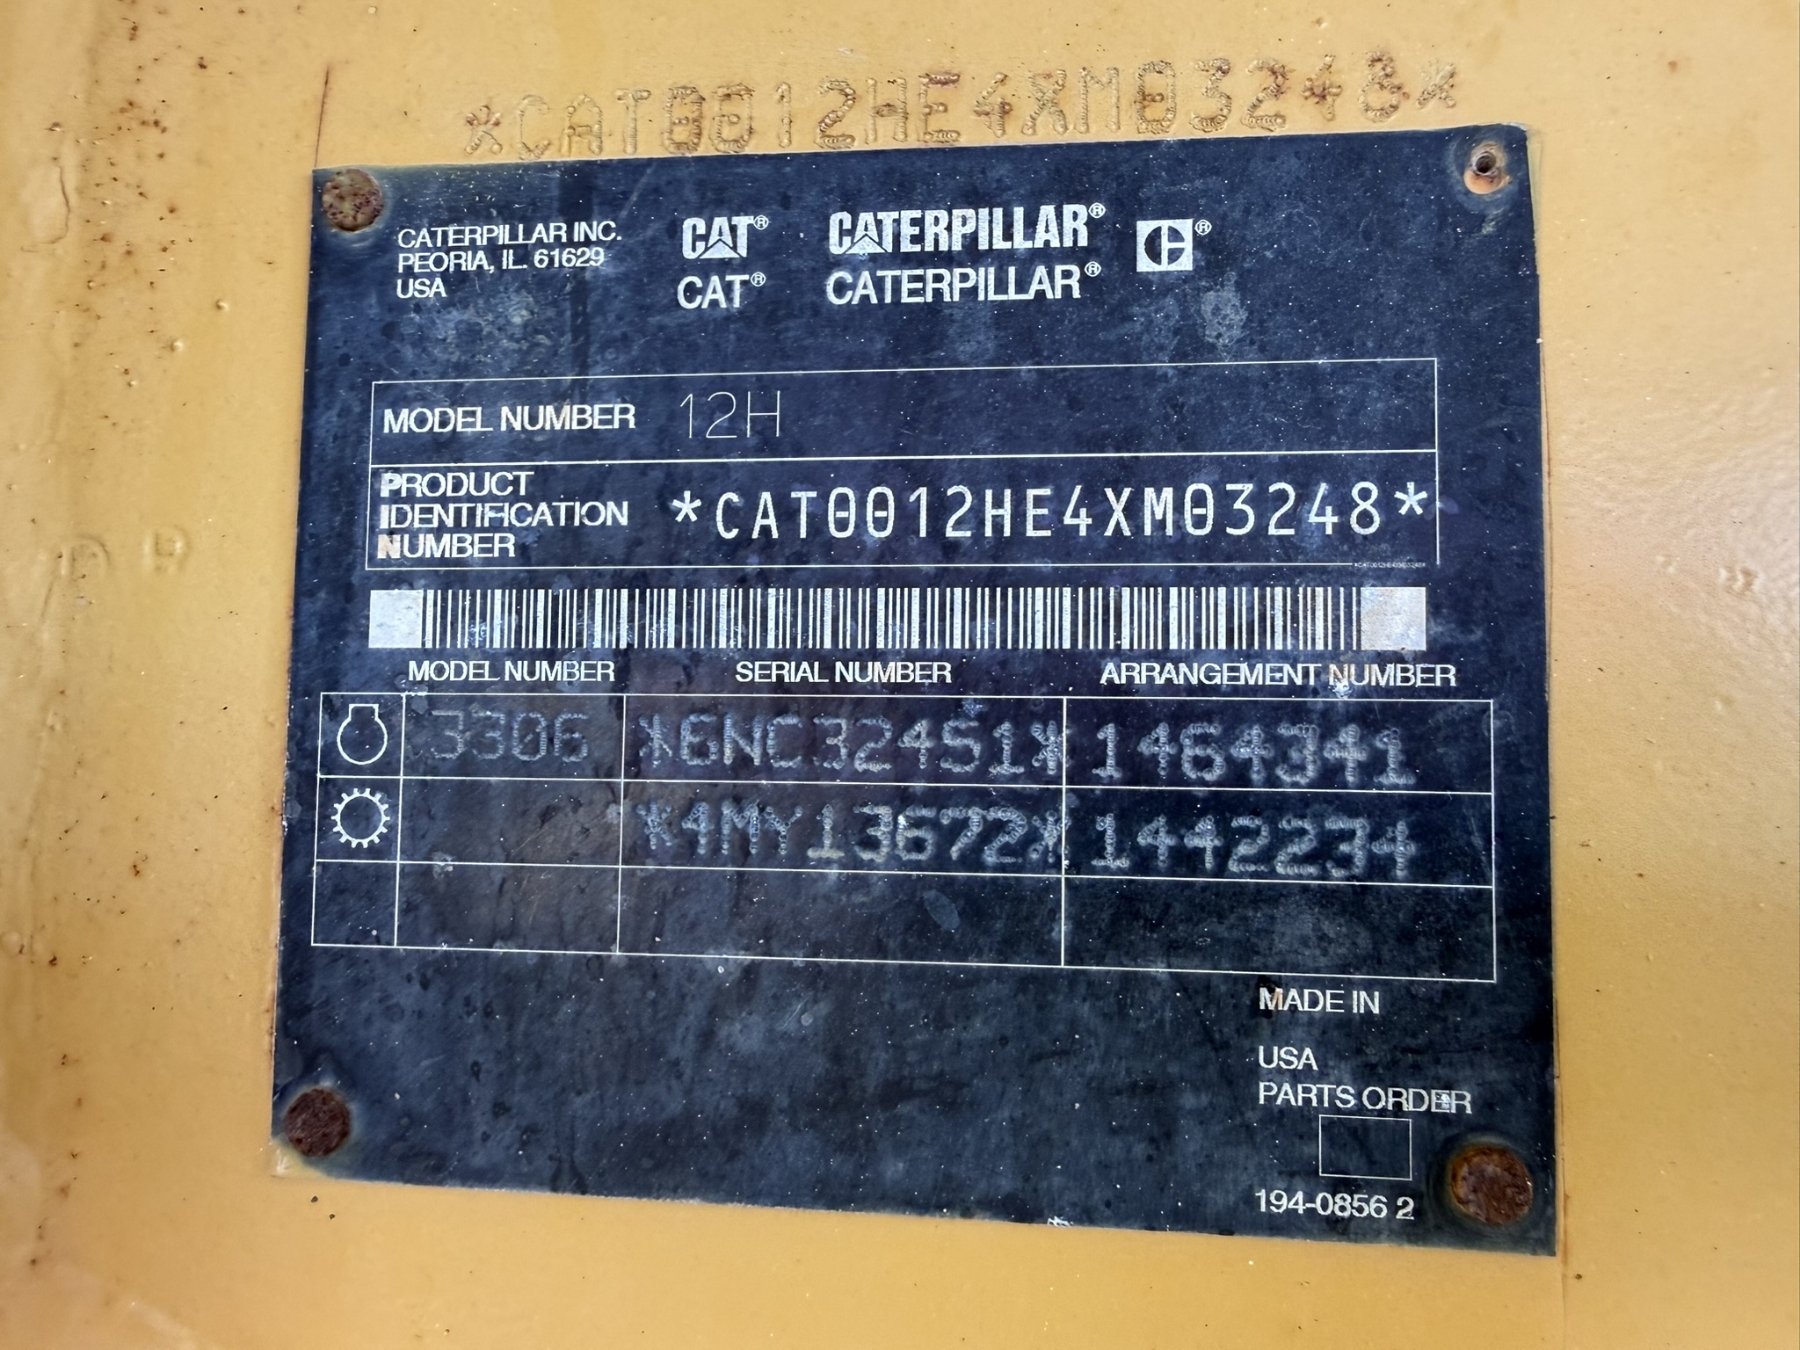 *CAT0012HE4XM03248*
CATERPILLAR INC.
PEORIA, IL. 61629
USA
CAT® CATERPILLAR® C®
CAT® CATERPILLAR®
MODEL NUMBER 12H
PRODUCT
IDENTIFICATION
NUMBER
*CAT0012HE4XM03248*
*CAT0012HE4XM03248*
MODEL NUMBER SERIAL NUMBER ARRANGEMENT NUMBER
3306 *6NC32451* 1464341
*4MY13672* 1442234
MADE IN
USA
PARTS ORDER
194-0856 2